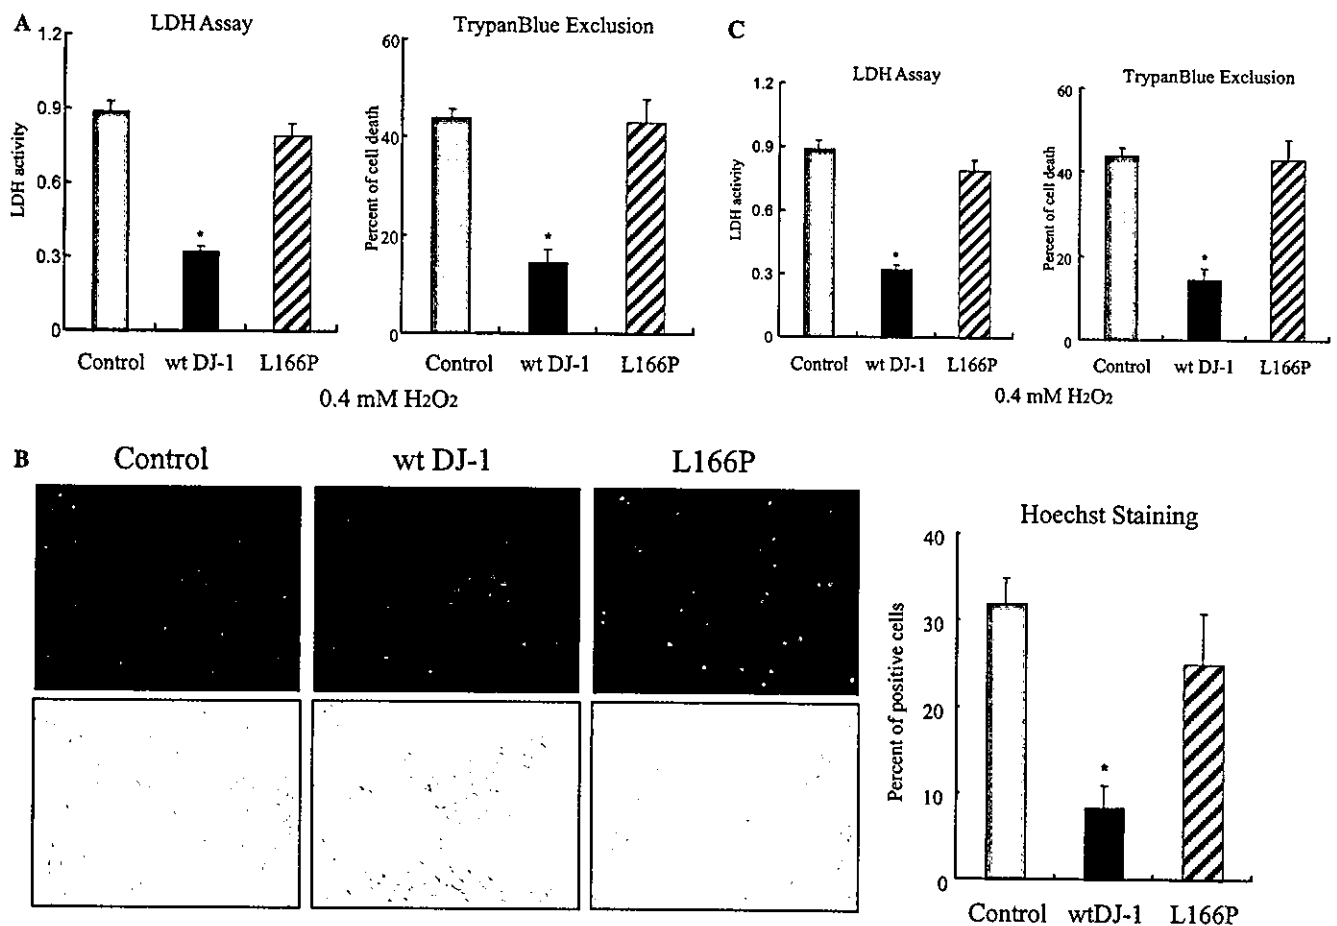 A
LDH Assay
1.2
0.9
0.6
0.3
0
LDH activity
Control wt DJ-1 L166P
*
TrypanBlue Exclusion
60
40
20
0
Percent of cell death
Control wt DJ-1 L166P
*
0.4 mM H2O2
C
LDH Assay
1.2
0.9
0.6
0.3
0
LDH activity
Control wt DJ-1 L166P
*
TrypanBlue Exclusion
60
40
20
0
Percent of cell death
Control wt DJ-1 L166P
*
0.4 mM H2O2
B
Control wt DJ-1 L166P
Hoechst Staining
40
30
20
10
0
Percent of positive cells
*
Control wtDJ-1 L166P